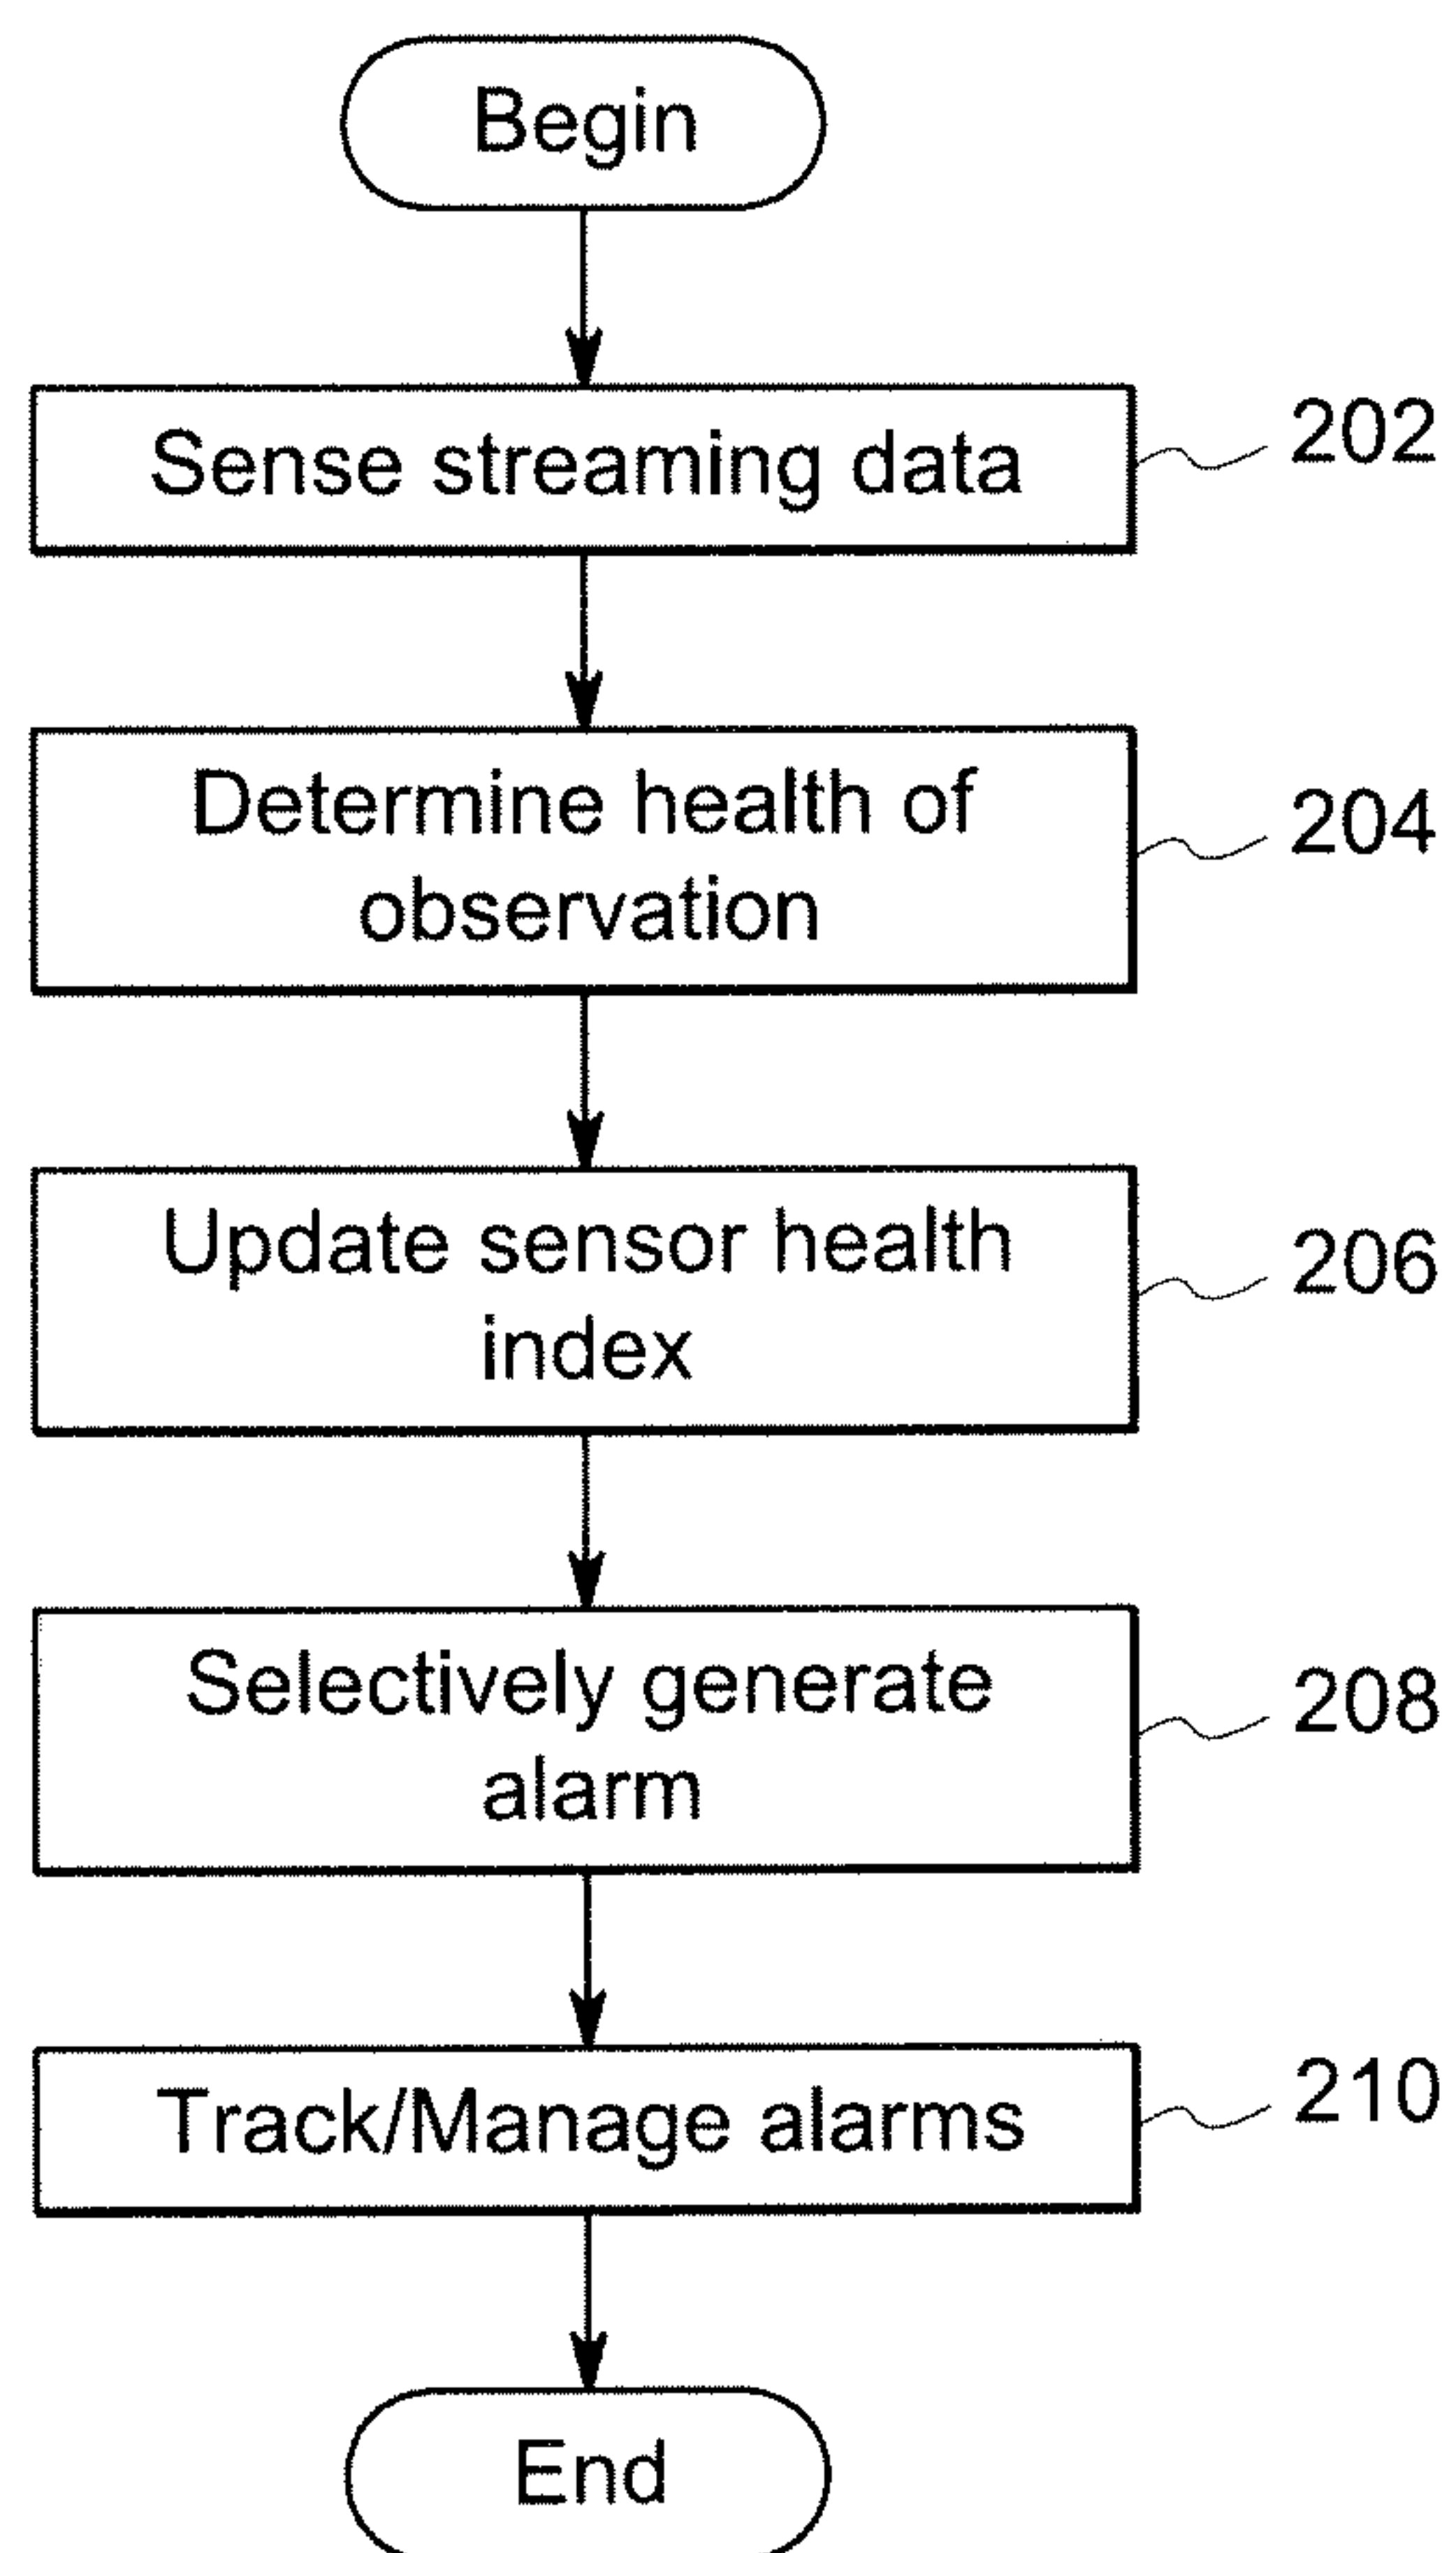 Begin
Sense streaming data
202
Determine health of
observation
204
Update sensor health
index
206
Selectively generate
alarm
208
Track/Manage alarms
210
End